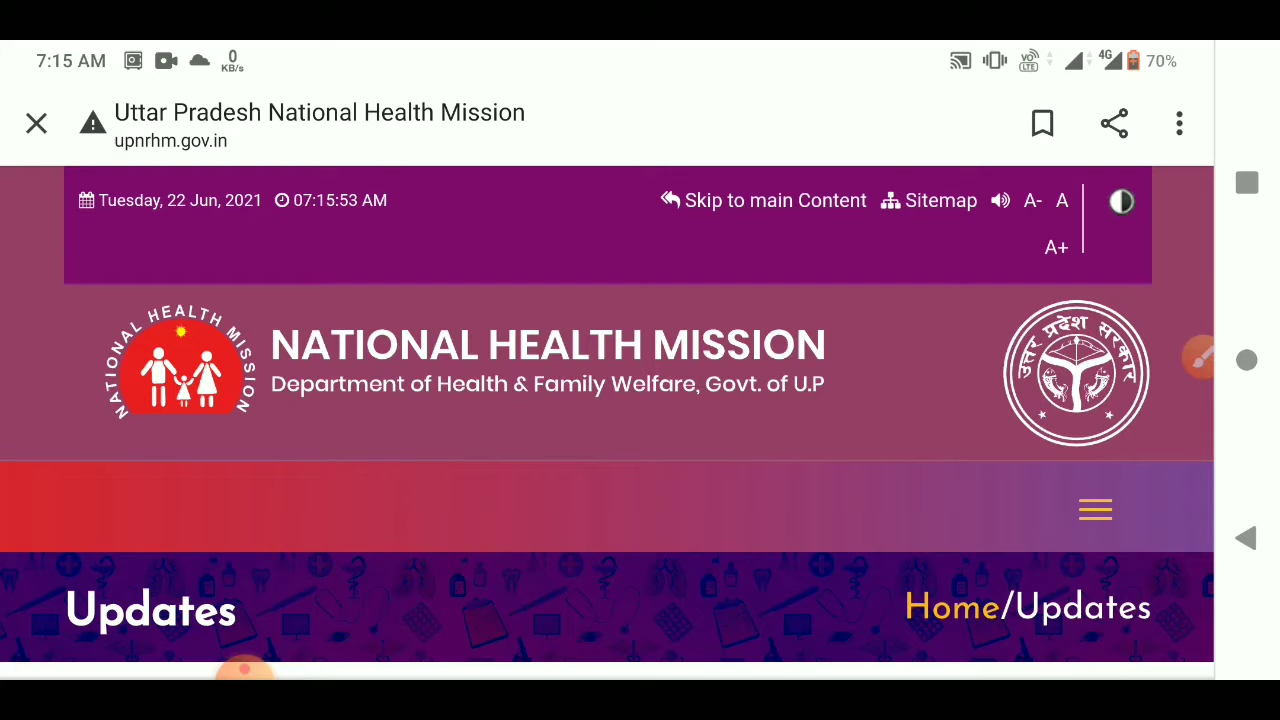 7:15 AM 0 KB/s VO LTE 4G 70%
Uttar Pradesh National Health Mission
upnrhm.gov.in
Tuesday, 22 Jun, 2021 07:15:53 AM Skip to main Content Sitemap A- A
A+
NATIONAL HEALTH MISSION
NATIONAL HEALTH MISSION
Department of Health & Family Welfare, Govt. of U.P
उत्तर प्रदेश सरकार
Updates Home/Updates